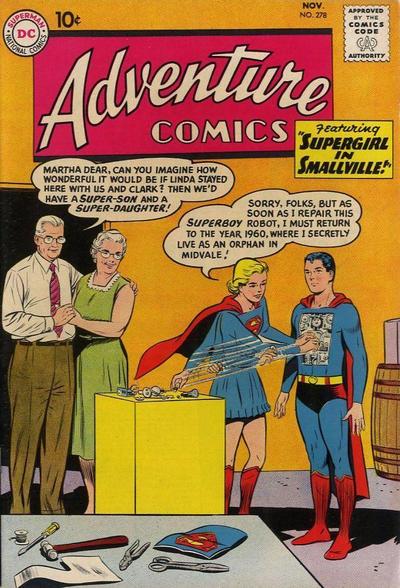 SUPERMAN
DC
NATIONAL COMICS
10¢
NOV.
NO. 278
APPROVED
BY THE
COMICS
CODE
CA
AUTHORITY
Adventure
COMICS
Featuring
"SUPERGIRL
IN
SMALLVILLE!"
MARTHA DEAR, CAN YOU IMAGINE HOW
WONDERFUL IT WOULD BE IF LINDA STAYED
HERE WITH US AND CLARK? THEN WE'D
HAVE A SUPER-SON AND A
SUPER-DAUGHTER!
SORRY, FOLKS, BUT AS
SOON AS I REPAIR THIS
SUPERBOY ROBOT, I MUST RETURN
TO THE YEAR 1960, WHERE I SECRETLY
LIVE AS AN ORPHAN IN
MIDVALE!
S
S